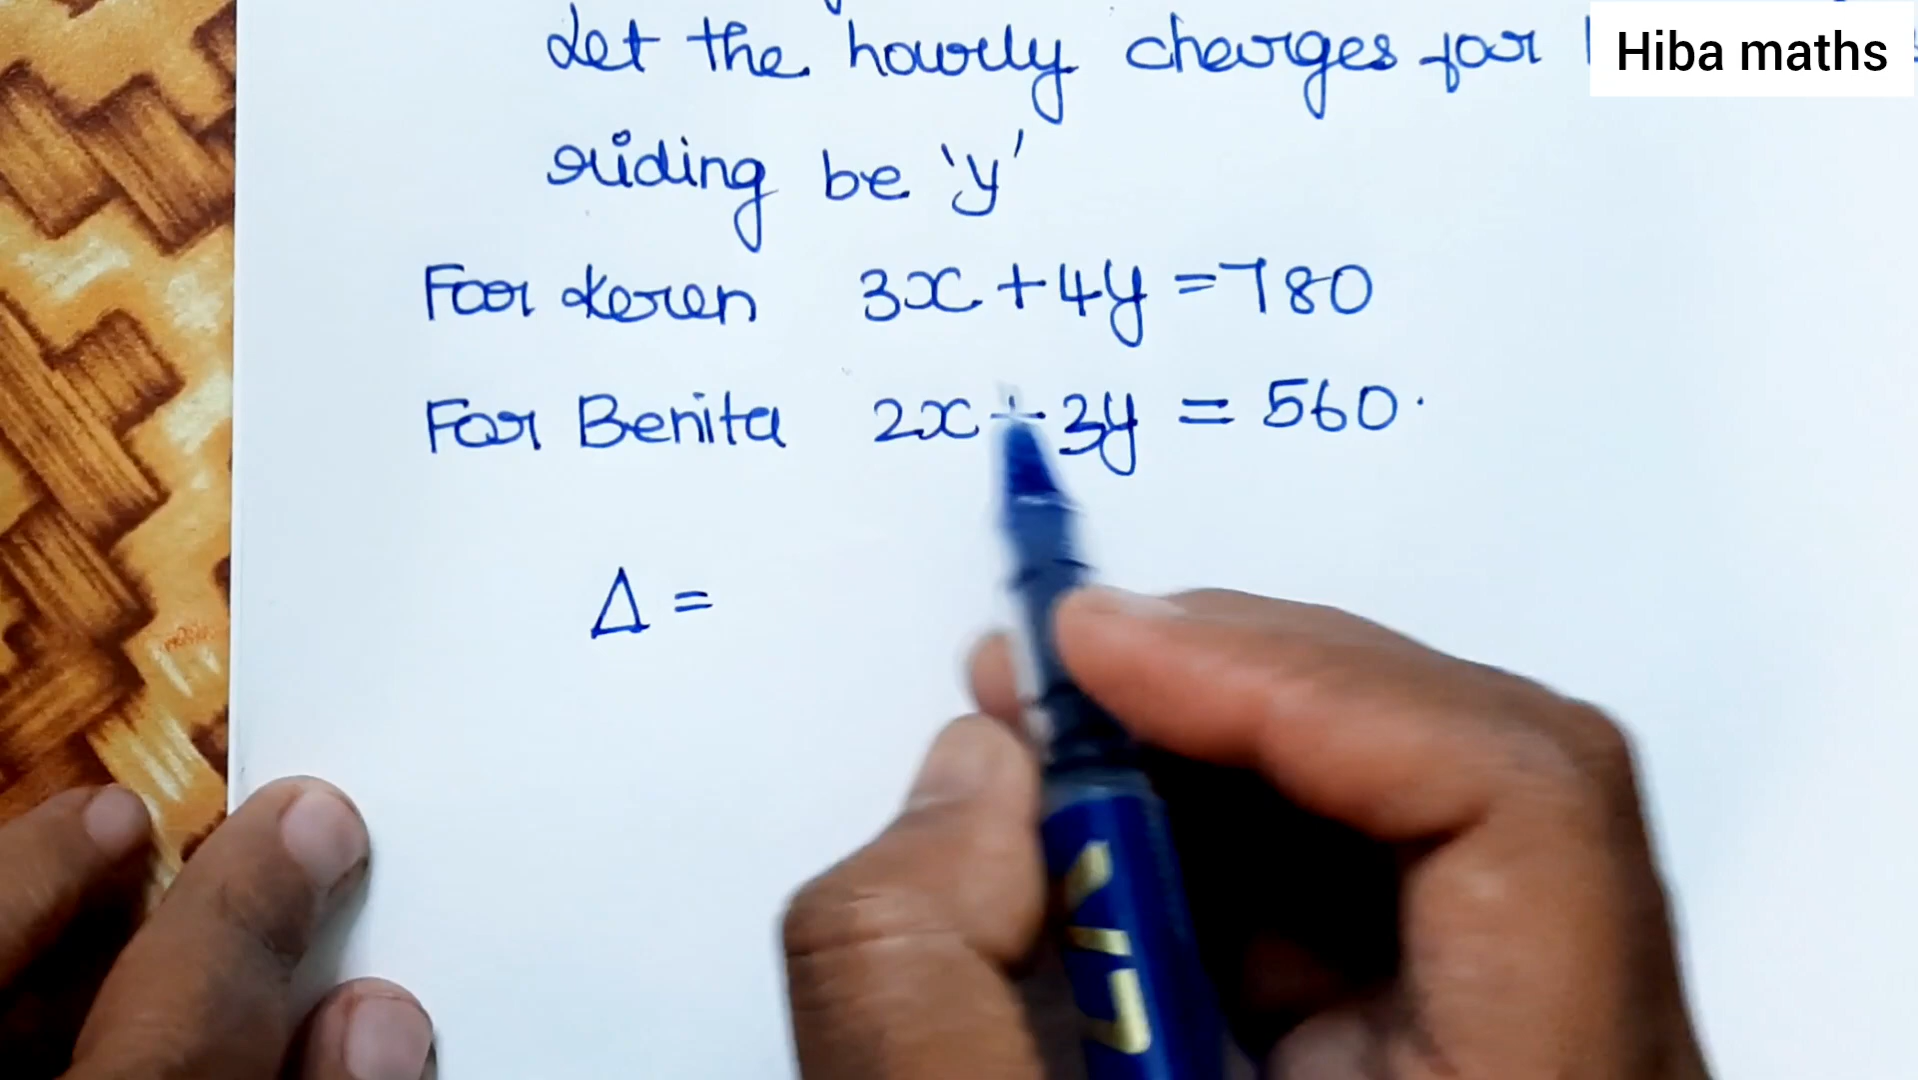 Let the hourly charges for
Hiba maths
riding be 'y'
For Keren 3x + 4y = 780
For Benita 2x + 3y = 560.
Δ =
V7